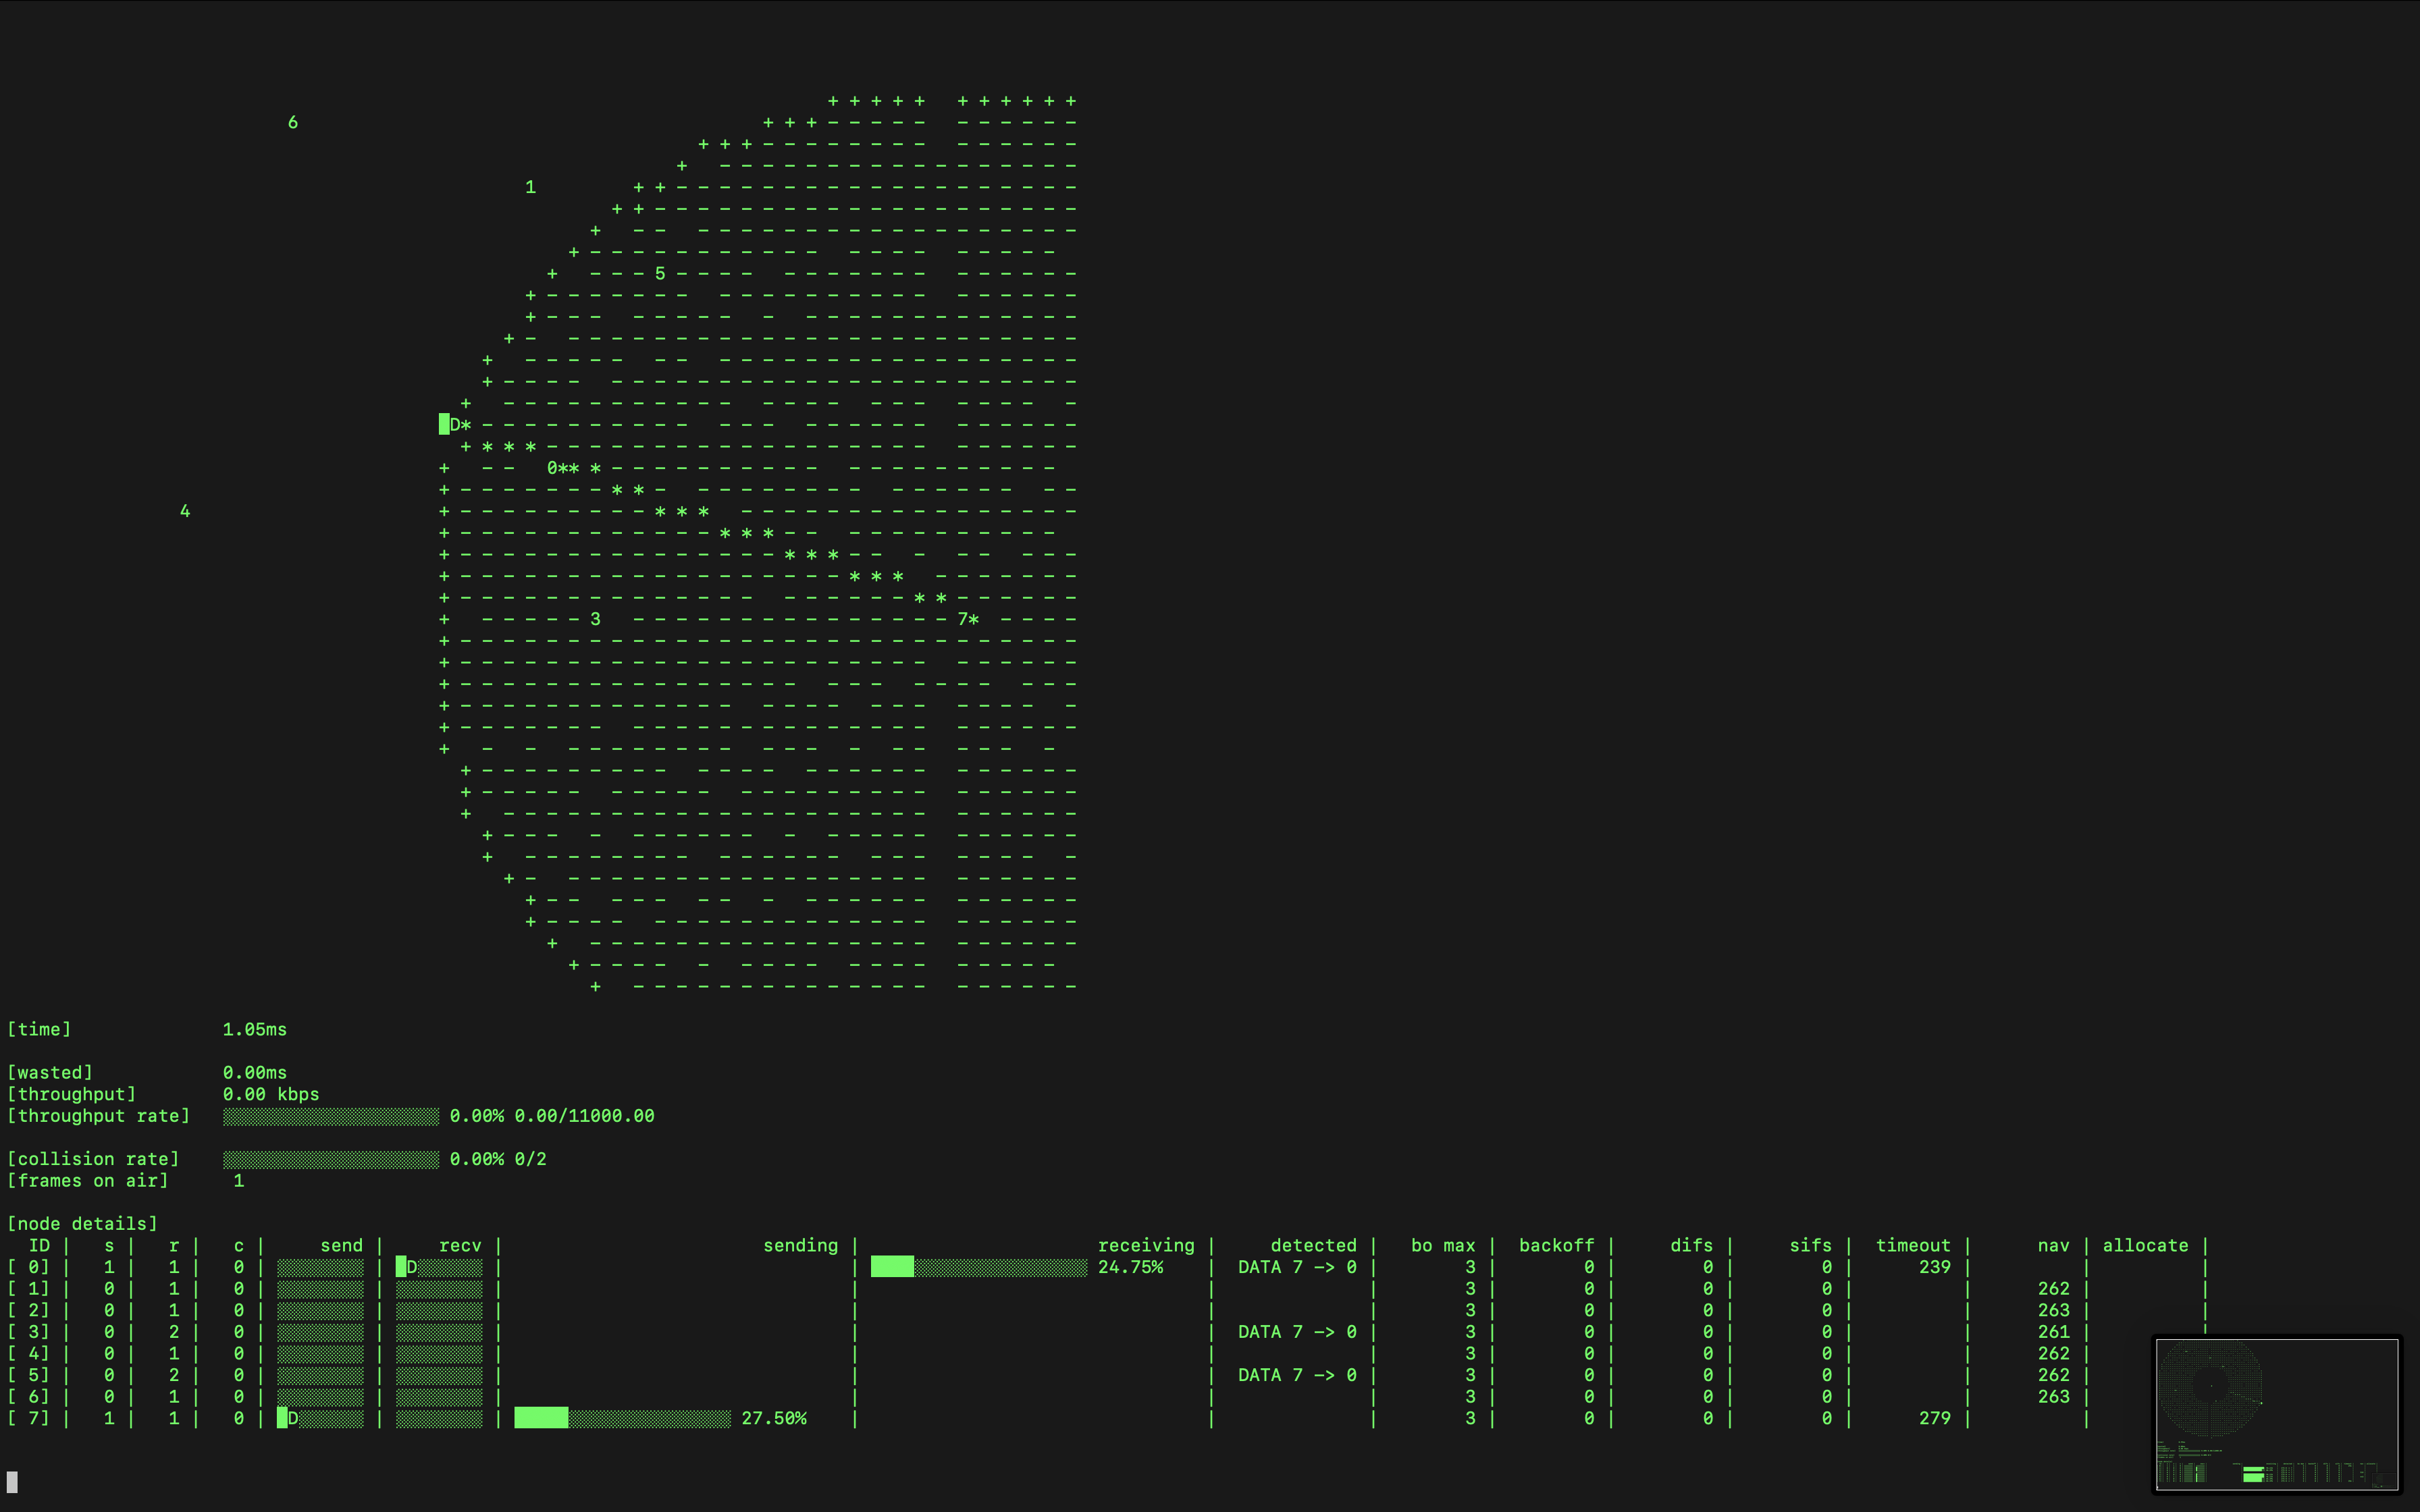 6
1
5
D
0
4
3
7
[time] 1.05ms
[wasted] 0.00ms
[throughput] 0.00 kbps
[throughput rate] 0.00% 0.00/11000.00
[collision rate] 0.00% 0/2
[frames on air] 1
[node details]
ID | s | r | c | send | recv | sending | receiving | detected | bo max | backoff | difs | sifs | timeout | nav | allocate |
[ 0] | 1 | 1 | 0 | | D | | 24.75% | DATA 7 -> 0 | 3 | 0 | 0 | 0 | 239 | | |
[ 1] | 0 | 1 | 0 | | | | | | 3 | 0 | 0 | 0 | | 262 | |
[ 2] | 0 | 1 | 0 | | | | | | 3 | 0 | 0 | 0 | | 263 | |
[ 3] | 0 | 2 | 0 | | | | | DATA 7 -> 0 | 3 | 0 | 0 | 0 | | 261 | |
[ 4] | 0 | 1 | 0 | | | | | | 3 | 0 | 0 | 0 | | 262 |
[ 5] | 0 | 2 | 0 | | | | | DATA 7 -> 0 | 3 | 0 | 0 | 0 | | 262 |
[ 6] | 0 | 1 | 0 | | | | | | 3 | 0 | 0 | 0 | | 263 |
[ 7] | 1 | 1 | 0 | D | | 27.50% | | | 3 | 0 | 0 | 0 | 279 | |